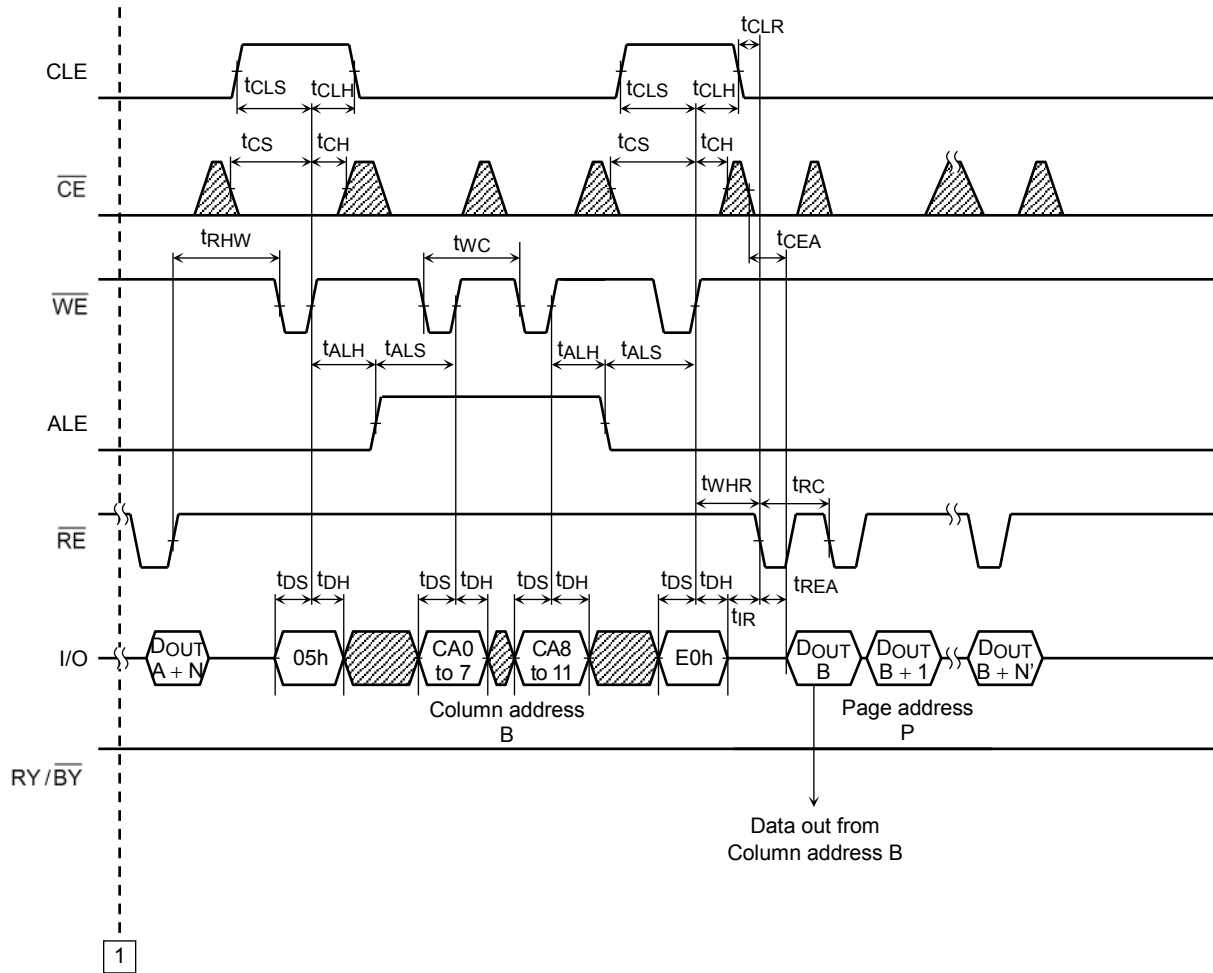 tCLR
CLE
tCLS tCLH tCLS tCLH
tCS tCH tCS tCH
CE
tRHW tWC tCEA
WE
tALH tALS tALH tALS
ALE
tWHR tRC
RE
tDS tDH tDS tDH tDS tDH tDS tDH tIR tREA
I/O
DOUT A + N
05h
CA0 to 7
CA8 to 11
E0h
DOUT B
DOUT B + 1
DOUT B + N’
Column address
B
Page address
P
RY/BY
Data out from
Column address B
1